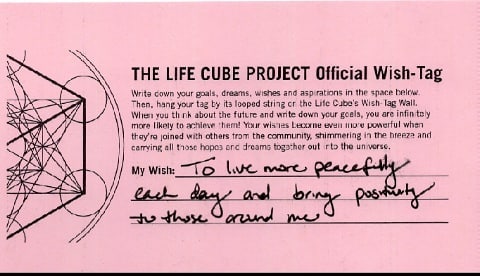 THE LIFE CUBE PROJECT Official Wish-Tag
Write down your goals, dreams, wishes and aspirations in the space below.
Then, hang your tag by its looped string on the Life Cube's Wish-Tag Wall.
When you think about the future and write down your goals, you are infinitely
more likely to achieve them! Your wishes become even more powerful when
they're joined with others from the community, shimmering in the breeze and
carrying all those hopes and dreams together out into the universe.
My Wish: To live more peacefully
each day and bring positivity
to those around me